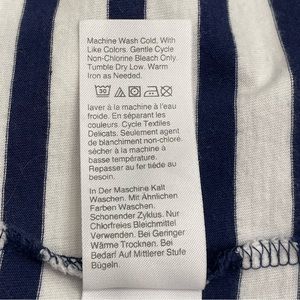 Machine Wash Cold, With
Like Colors. Gentle Cycle
Non-Chlorine Bleach Only.
Tumble Dry Low. Warm
Iron as Needed.
30
laver à la machine à l'eau
froide. En séparant les
couleurs. Cycle Textiles
Delicats. Seulement agent
de blanchiment non-chloré.
sécher a la machine à
basse température.
Repasser au fer tiède au
besoin.
In Der Maschine Kalt
Waschen. Mit Ähnlichen
Farben Waschen.
Schonender Zyklus. Nur
Chlorfreies Bleichmittel
Verwenden. Bei Geringer
Wärme Trocknen. Bei
Bedarf Auf Mittlerer Stufe
Bügeln.